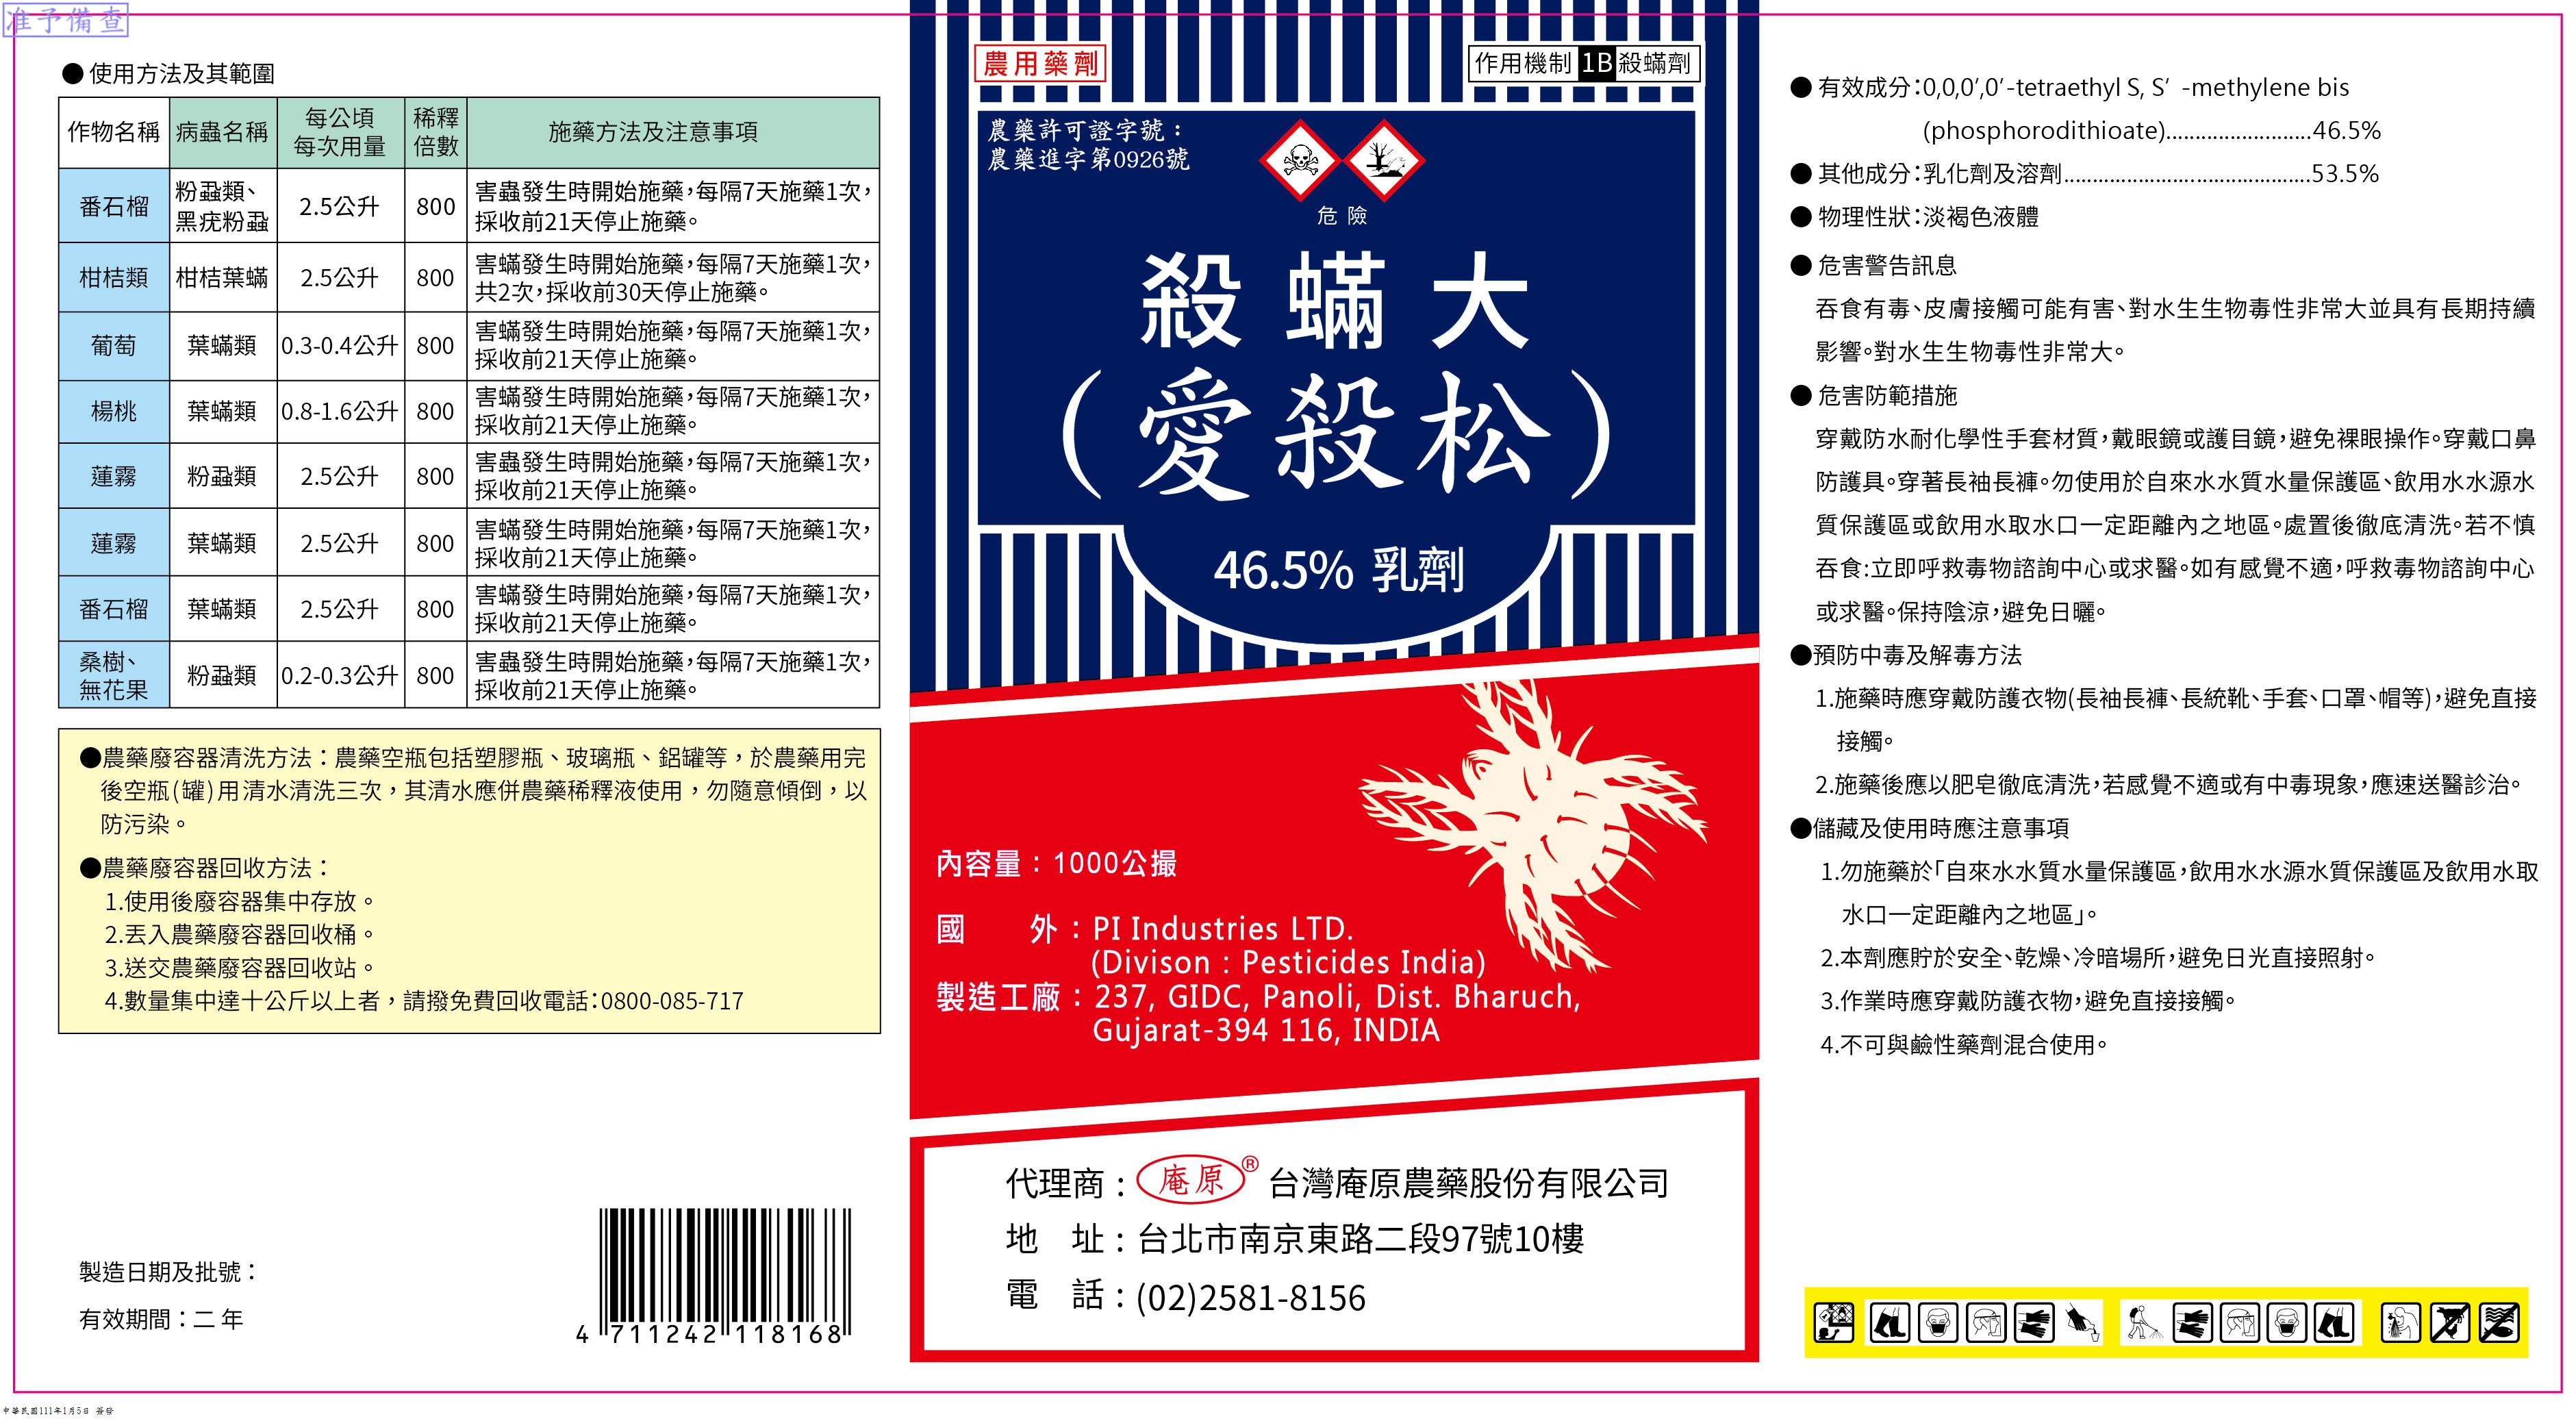 准予備查
● 使用方法及其範圍
作物名稱 病蟲名稱 每公頃每次用量 稀釋倍數 施藥方法及注意事項
番石榴 粉蝨類、黑疣粉蝨 2.5公升 800 害蟲發生時開始施藥，每隔7天施藥1次，
採收前21天停止施藥。
柑桔類 柑桔葉蟎 2.5公升 800 害蟎發生時開始施藥，每隔7天施藥1次，
共2次，採收前30天停止施藥。
葡萄 葉蟎類 0.3-0.4公升 800 害蟎發生時開始施藥，每隔7天施藥1次，
採收前21天停止施藥。
楊桃 葉蟎類 0.8-1.6公升 800 害蟎發生時開始施藥，每隔7天施藥1次，
採收前21天停止施藥。
蓮霧 粉蝨類 2.5公升 800 害蟲發生時開始施藥，每隔7天施藥1次，
採收前21天停止施藥。
蓮霧 葉蟎類 2.5公升 800 害蟎發生時開始施藥，每隔7天施藥1次，
採收前21天停止施藥。
番石榴 葉蟎類 2.5公升 800 害蟎發生時開始施藥，每隔7天施藥1次，
採收前21天停止施藥。
桑樹、無花果 粉蝨類 0.2-0.3公升 800 害蟲發生時開始施藥，每隔7天施藥1次，
採收前21天停止施藥。
●農藥廢容器清洗方法：農藥空瓶包括塑膠瓶、玻璃瓶、鋁罐等，於農藥用完
後空瓶(罐)用清水清洗三次，其清水應併農藥稀釋液使用，勿隨意傾倒，以
防污染。
●農藥廢容器回收方法：
1.使用後廢容器集中存放。
2.丟入農藥廢容器回收桶。
3.送交農藥廢容器回收站。
4.數量集中達十公斤以上者，請撥免費回收電話：0800-085-717
製造日期及批號：
有效期間：二 年
4 711242 118168
農用藥劑
作用機制 1B 殺蟎劑
農藥許可證字號：
農藥進字第0926號
危險
殺蟎大
(愛殺松)
46.5% 乳劑
內容量：1000公撮
國外：PI Industries LTD.
(Divison : Pesticides India)
製造工廠：237, GIDC, Panoli, Dist. Bharuch,
Gujarat-394 116, INDIA
代理商：庵原® 台灣庵原農藥股份有限公司
地 址：台北市南京東路二段97號10樓
電 話：(02)2581-8156
● 有效成分：0,0,0',0'-tetraethyl S, S' -methylene bis
(phosphorodithioate).........................46.5%
● 其他成分：乳化劑及溶劑..........................................53.5%
● 物理性狀：淡褐色液體
● 危害警告訊息
吞食有毒、皮膚接觸可能有害、對水生生物毒性非常大並具有長期持續
影響。對水生生物毒性非常大。
● 危害防範措施
穿戴防水耐化學性手套材質，戴眼鏡或護目鏡，避免裸眼操作。穿戴口鼻
防護具。穿著長袖長褲。勿使用於自來水水質水量保護區、飲用水水源水
質保護區或飲用水取水口一定距離內之地區。處置後徹底清洗。若不慎
吞食：立即呼救毒物諮詢中心或求醫。如有感覺不適，呼救毒物諮詢中心
或求醫。保持陰涼，避免日曬。
●預防中毒及解毒方法
1.施藥時應穿戴防護衣物(長袖長褲、長統靴、手套、口罩、帽等)，避免直接
接觸。
2.施藥後應以肥皂徹底清洗，若感覺不適或有中毒現象，應速送醫診治。
●儲藏及使用時應注意事項
1.勿施藥於「自來水水質水量保護區，飲用水水源水質保護區及飲用水取
水口一定距離內之地區」。
2.本劑應貯於安全、乾燥、冷暗場所，避免日光直接照射。
3.作業時應穿戴防護衣物，避免直接接觸。
4.不可與鹼性藥劑混合使用。
中華民國111年1月5日 簽發